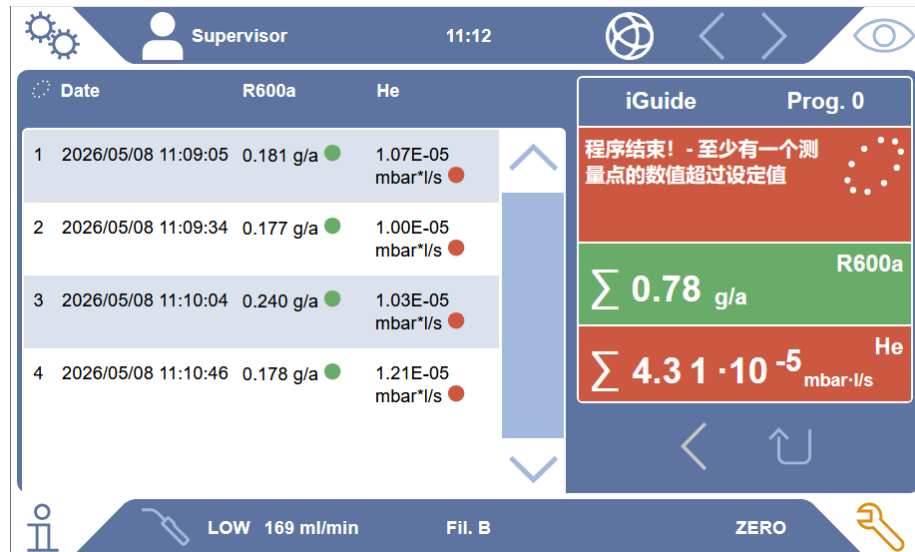 Supervisor 11:12
Date R600a He
iGuide Prog. 0
1 2026/05/08 11:09:05 0.181 g/a 1.07E-05
mbar*l/s
2 2026/05/08 11:09:34 0.177 g/a 1.00E-05
mbar*l/s
3 2026/05/08 11:10:04 0.240 g/a 1.03E-05
mbar*l/s
4 2026/05/08 11:10:46 0.178 g/a 1.21E-05
mbar*l/s
程序结束！- 至少有一个测
量点的数值超过设定值
R600a
∑ 0.78 g/a
He
∑ 4.3 1 ·10 -5 mbar·l/s
LOW 169 ml/min Fil. B ZERO